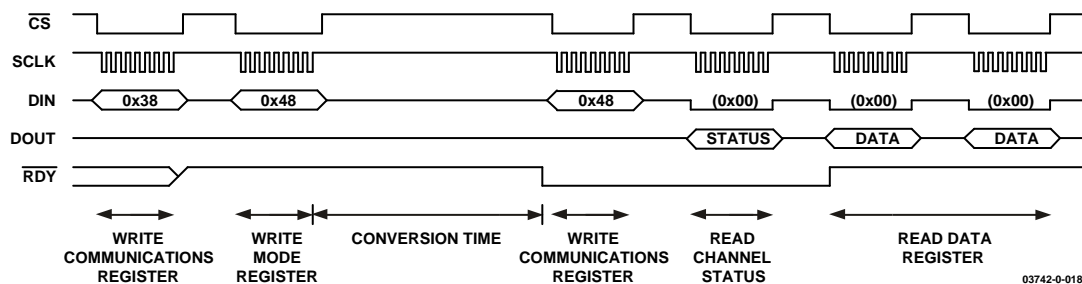 CS
SCLK
DIN 0x38 0x48 0x48 (0x00) (0x00) (0x00)
DOUT STATUS DATA DATA
RDY
WRITE COMMUNICATIONS REGISTER
WRITE MODE REGISTER
CONVERSION TIME
WRITE COMMUNICATIONS REGISTER
READ CHANNEL STATUS
READ DATA REGISTER
03742-0-018